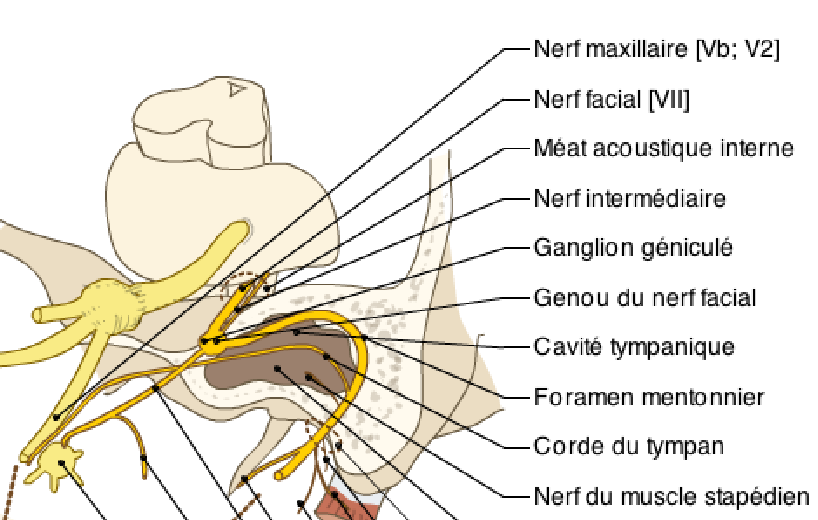 Nerf maxillaire [Vb; V2]
Nerf facial [VII]
Méat acoustique interne
Nerf intermédiaire
Ganglion géniculé
Genou du nerf facial
Cavité tympanique
Foramen mentonnier
Corde du tympan
Nerf du muscle stapédien